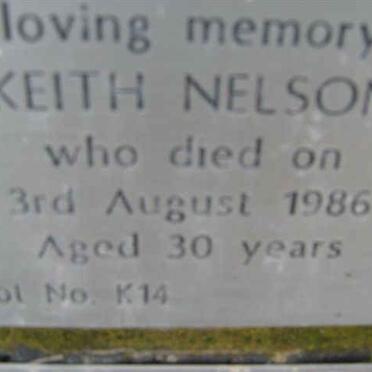 loving memory
KEITH NELSON
who died on
3rd August 1986
Aged 30 years
ot No. K14